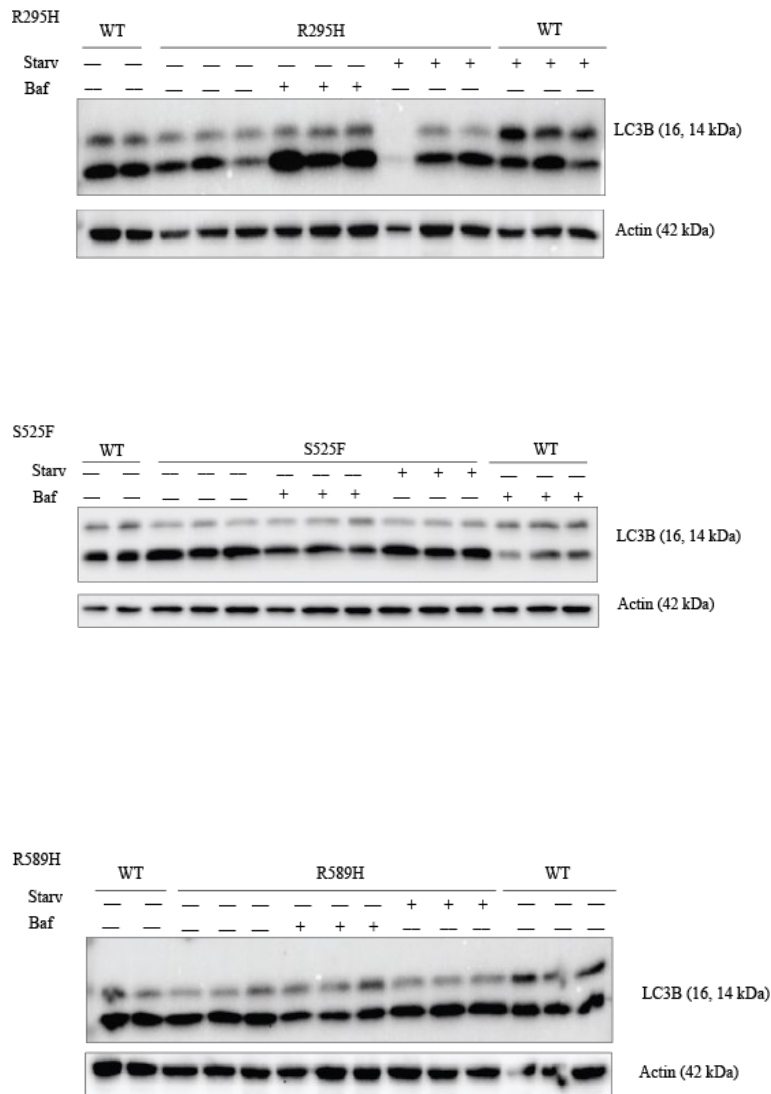 R295H
WT R295H WT
Starv — — — — — — — — + + + + + +
Baf — — — — — + + + — — — — — —
LC3B (16, 14 kDa)
Actin (42 kDa)
S525F
WT S525F WT
Starv — — — — — — — — + + + — — —
Baf — — — — — + + + — — — + + +
LC3B (16, 14 kDa)
Actin (42 kDa)
R589H
WT R589H WT
Starv — — — — — — — — + + + — — —
Baf — — — — — + + + — — — — — —
LC3B (16, 14 kDa)
Actin (42 kDa)